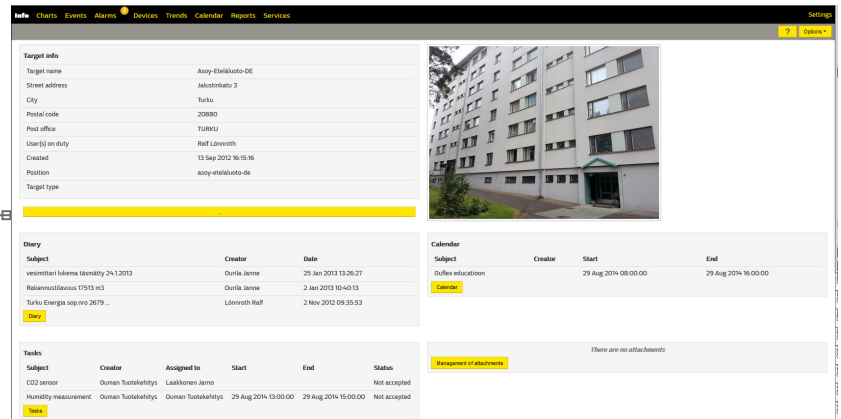 Info Charts Events Alarms 1 Devices Trends Calendar Reports Services Settings
? Options
Target info
Target name Asoy-Eteläluoto-DE
Street address Jalustinkatu 3
City Turku
Postal code 20880
Post office TURKU
User(s) on duty Ralf Lönnroth
Created 13 Sep 2012 16:15:16
Position asoy-etelaluoto-de
Target type
..
Diary
Subject Creator Date
vesimittari lukema täsmätty 24.1.2013 Ourila Janne 25 Jan 2013 13:26:27
Rakennustilavuus 17513 m3 Ourila Janne 2 Jan 2013 10:40:13
Turku Energia sop.nro 2679 ... Lönnroth Ralf 2 Nov 2012 09:35:53
Diary
Calendar
Subject Creator Start End
Ouflex educatioon 29 Aug 2014 08:00:00 29 Aug 2014 16:00:00
Calendar
Tasks
Subject Creator Assigned to Start End Status
CO2 sensor Ouman Tuotekehitys Laakkonen Jarno Not accepted
Humidity measurement Ouman Tuotekehitys Ouman Tuotekehitys 29 Aug 2014 13:00:00 29 Aug 2014 15:00:00 Not accepted
Tasks
There are no attachments
Management of attachments